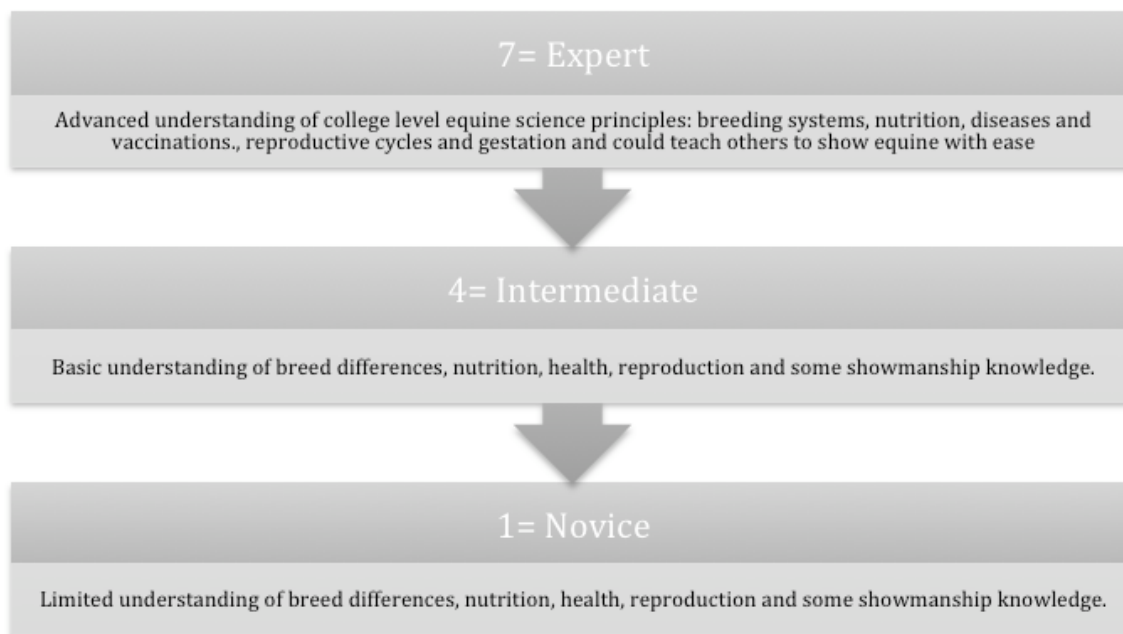 7= Expert
Advanced understanding of college level equine science principles: breeding systems, nutrition, diseases and
vaccinations., reproductive cycles and gestation and could teach others to show equine with ease
4= Intermediate
Basic understanding of breed differences, nutrition, health, reproduction and some showmanship knowledge.
1= Novice
Limited understanding of breed differences, nutrition, health, reproduction and some showmanship knowledge.